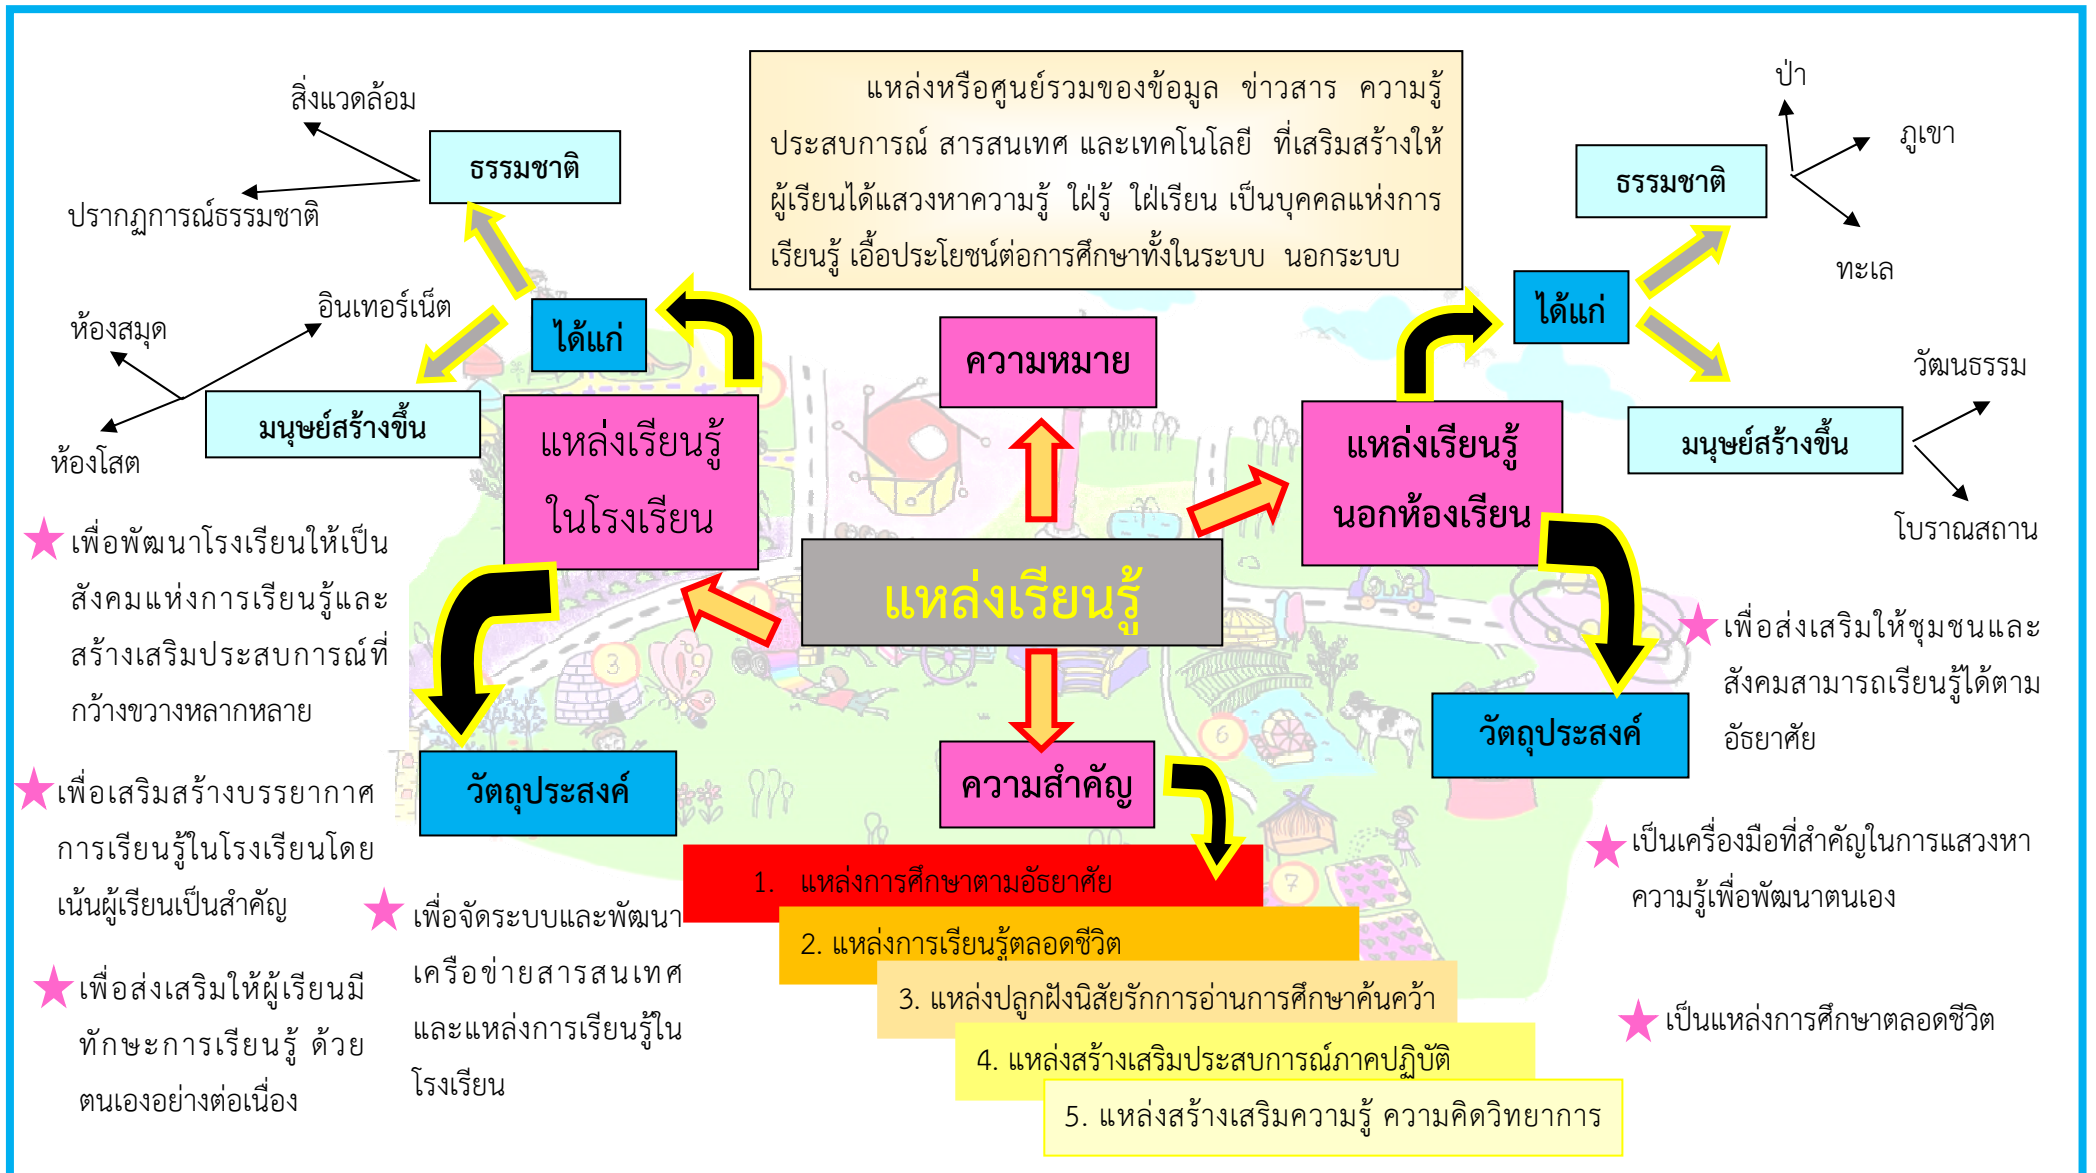 แหล่งหรือศูนย์รวมของข้อมูล ข่าวสาร ความรู้
ประสบการณ์ สารสนเทศ และเทคโนโลยี ที่เสริมสร้างให้
ผู้เรียนได้แสวงหาความรู้ ใฝ่รู้ ใฝ่เรียน เป็นบุคคลแห่งการ
เรียนรู้ เอื้อประโยชน์ต่อการศึกษาทั้งในระบบ นอกระบบ
ความหมาย
แหล่งเรียนรู้
สิ่งแวดล้อม
ธรรมชาติ
ปรากฏการณ์ธรรมชาติ
ได้แก่
อินเทอร์เน็ต
ห้องสมุด
มนุษย์สร้างขึ้น
ห้องโสต
แหล่งเรียนรู้
ในโรงเรียน
วัตถุประสงค์
เพื่อพัฒนาโรงเรียนให้เป็น
สังคมแห่งการเรียนรู้และ
สร้างเสริมประสบการณ์ที่
กว้างขวางหลากหลาย
เพื่อเสริมสร้างบรรยากาศ
การเรียนรู้ในโรงเรียนโดย
เน้นผู้เรียนเป็นสำคัญ
เพื่อส่งเสริมให้ผู้เรียนมี
ทักษะการเรียนรู้ ด้วย
ตนเองอย่างต่อเนื่อง
เพื่อจัดระบบและพัฒนา
เครือข่ายสารสนเทศ
และแหล่งการเรียนรู้ใน
โรงเรียน
ความสำคัญ
1. แหล่งการศึกษาตามอัธยาศัย
2. แหล่งการเรียนรู้ตลอดชีวิต
3. แหล่งปลูกฝังนิสัยรักการอ่านการศึกษาค้นคว้า
4. แหล่งสร้างเสริมประสบการณ์ภาคปฏิบัติ
5. แหล่งสร้างเสริมความรู้ ความคิดวิทยาการ
ป่า
ภูเขา
ธรรมชาติ
ทะเล
ได้แก่
วัฒนธรรม
มนุษย์สร้างขึ้น
โบราณสถาน
แหล่งเรียนรู้
นอกห้องเรียน
วัตถุประสงค์
เพื่อส่งเสริมให้ชุมชนและ
สังคมสามารถเรียนรู้ได้ตาม
อัธยาศัย
เป็นเครื่องมือที่สำคัญในการแสวงหา
ความรู้เพื่อพัฒนาตนเอง
เป็นแหล่งการศึกษาตลอดชีวิต
3
6
7